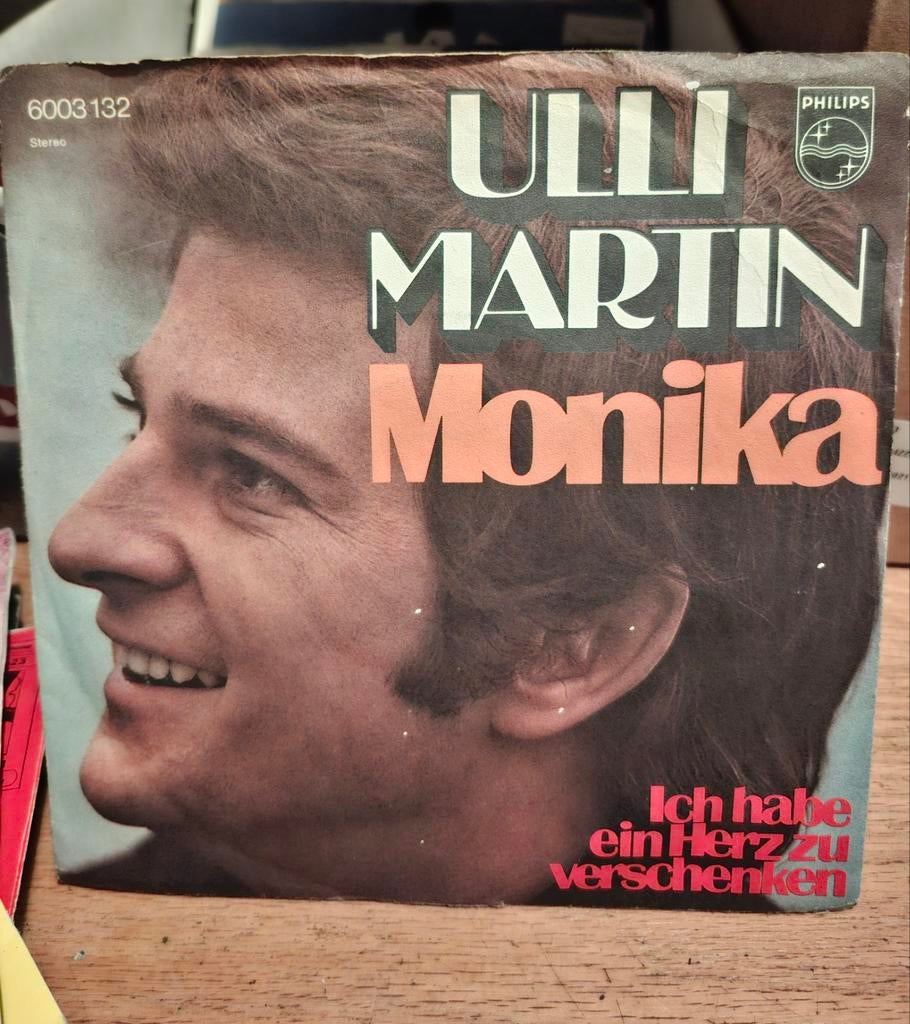 6003 132
Stereo
ULLI
MARTIN
Monika
PHILIPS
Ich habe
ein Herz zu
verschenken